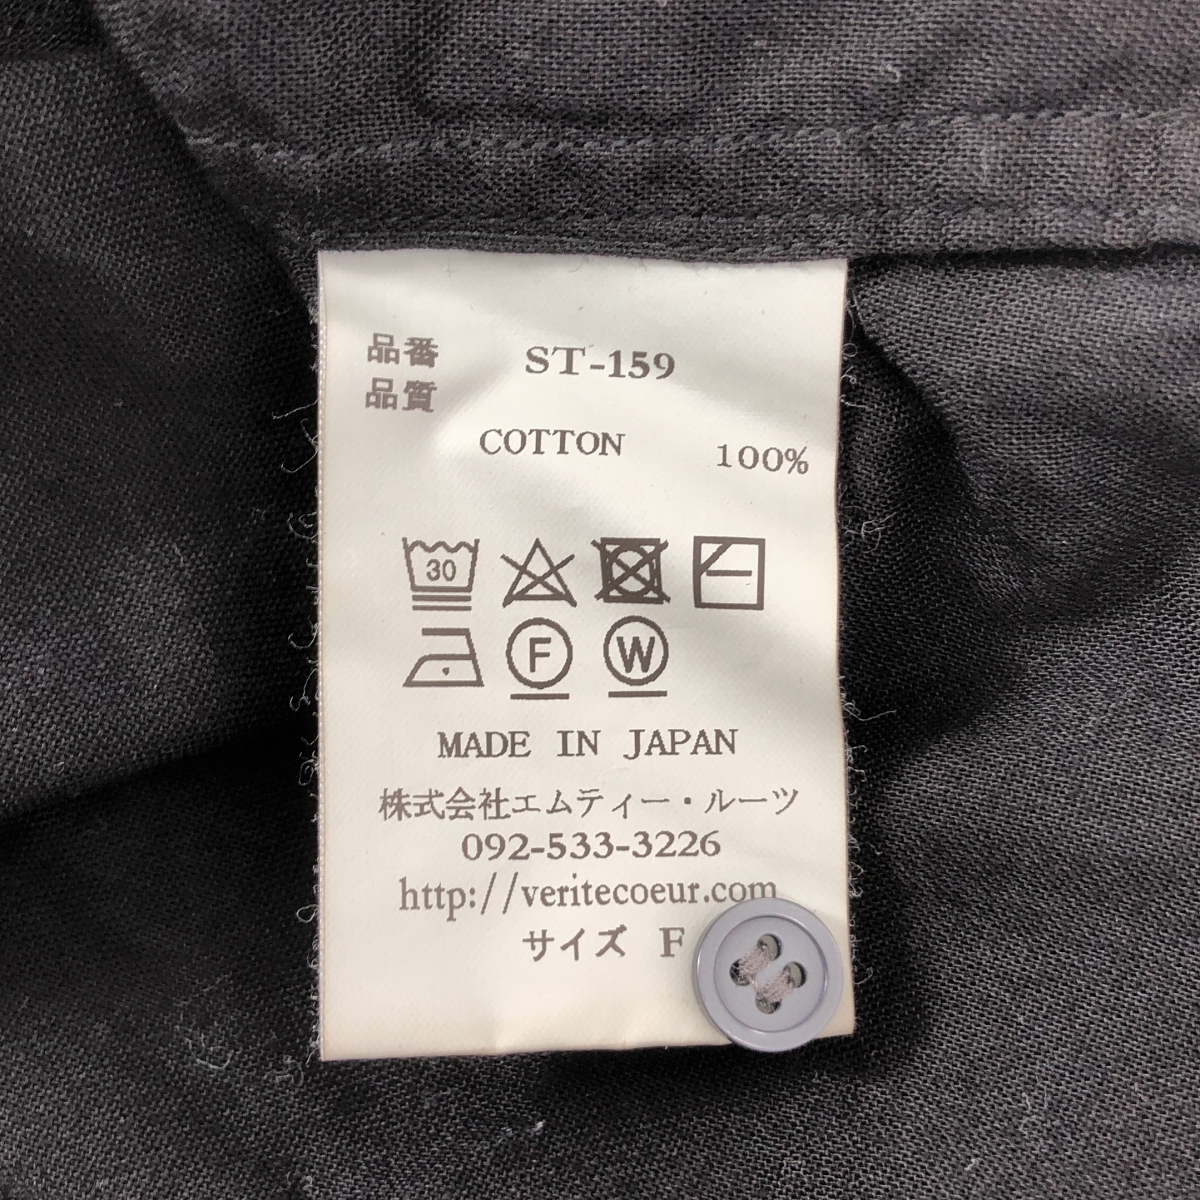 品番 ST-159
品質
COTTON 100%
30
F W
MADE IN JAPAN
株式会社エムティー・ルーツ
092-533-3226
http://veritecoeur.com
サイズ F